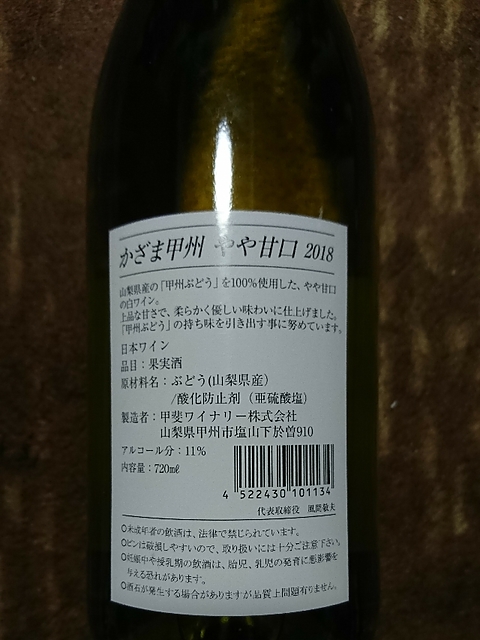 かざま甲州 やや甘口 2018
山梨県産の「甲州ぶどう」を100%使用した、やや甘口
の白ワイン。
上品な甘さで、柔らかく優しい味わいに仕上げました。
「甲州ぶどう」の持ち味を引き出す事に努めています。
日本ワイン
品目：果実酒
原材料名：ぶどう(山梨県産)
/酸化防止剤（亜硫酸塩）
製造者：甲斐ワイナリー株式会社
山梨県甲州市塩山下於曽910
アルコール分：11%
内容量：720㎖
4 522430 101134
代表取締役 風間敬夫
○未成年者の飲酒は、法律で禁じられています。
○ビンは破損しやすいので、取り扱いには十分ご注意下さい。
○妊娠中や授乳期の飲酒は、胎児、乳児の発育に悪影響を
与える恐れがあります。
○酒石が発生する場合がありますが品質上問題有りません。